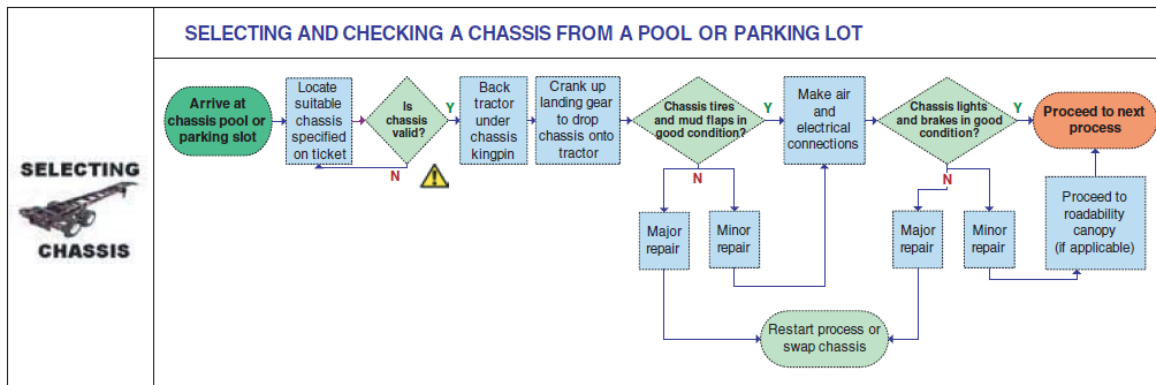 SELECTING AND CHECKING A CHASSIS FROM A POOL OR PARKING LOT
SELECTING
CHASSIS
Arrive at
chassis pool or
parking slot
Locate
suitable
chassis
specified
on ticket
Is
chassis
valid?
Y
N
Back
tractor
under
chassis
kingpin
Crank up
landing gear
to drop
chassis onto
tractor
Chassis tires
and mud flaps in
good condition?
Y
N
Major
repair
Minor
repair
Make air
and
electrical
connections
Chassis lights
and brakes in good
condition?
Y
N
Major
repair
Minor
repair
Proceed to
roadability
canopy
(if applicable)
Proceed to next
process
Restart process or
swap chassis